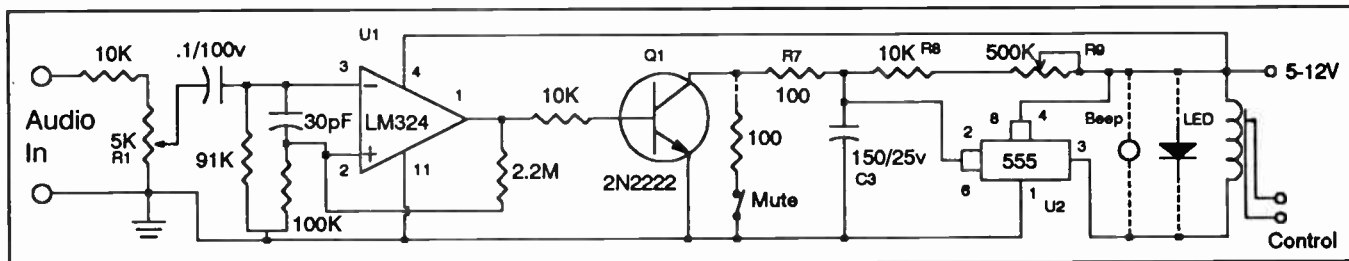 Audio
In
10K
5K
R1
.1/100v
91K
30pF
100K
U1
3
4
LM324
1
2
11
2.2M
10K
Q1
2N2222
R7
100
100
Mute
150/25v
C3
10K R8
500K R9
8
4
2
555
3
6
1
U2
Beep
LED
5-12V
Control